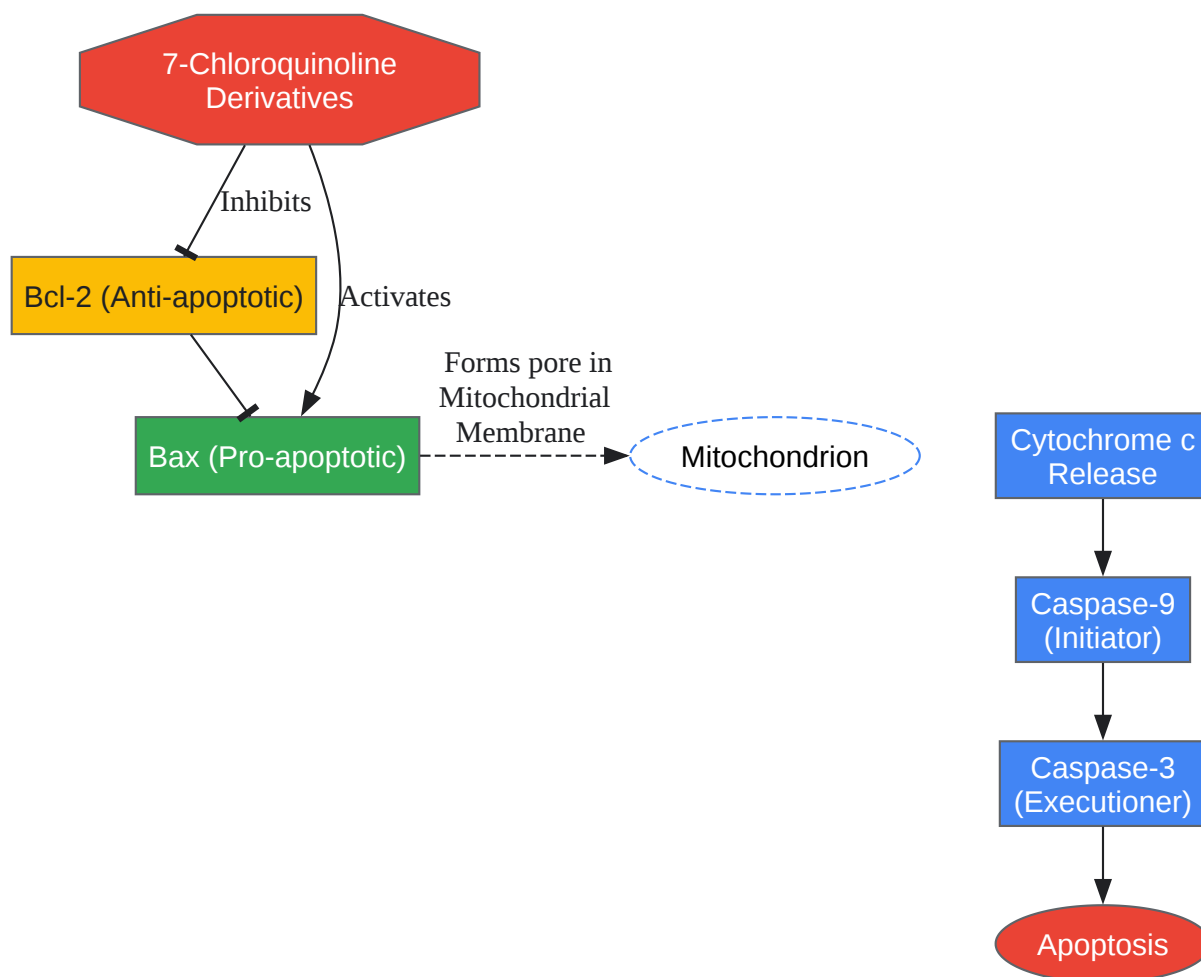 7-Chloroquinoline
Derivatives
Inhibits
Bcl-2 (Anti-apoptotic)
Activates
Forms pore in
Mitochondrial
Membrane
Bax (Pro-apoptotic)
Mitochondrion
Cytochrome c
Release
Caspase-9
(Initiator)
Caspase-3
(Executioner)
Apoptosis